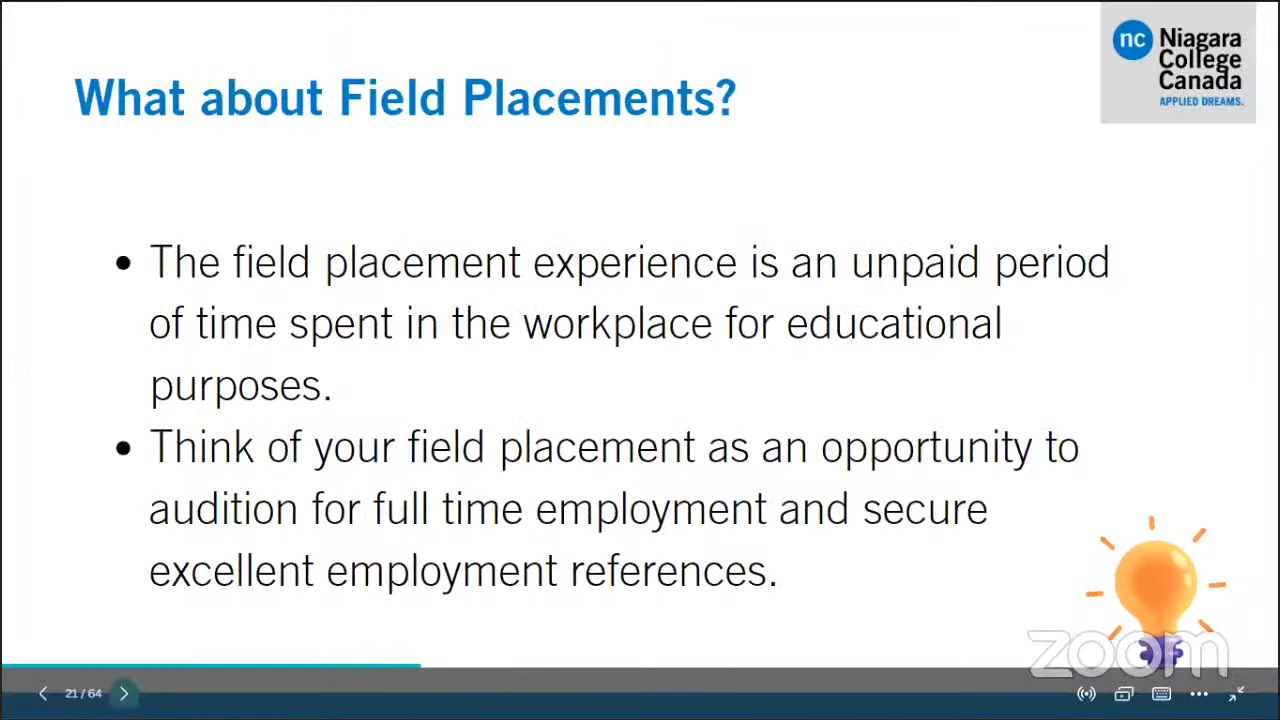 nc Niagara
College
Canada
APPLIED DREAMS.
What about Field Placements?
• The field placement experience is an unpaid period
of time spent in the workplace for educational
purposes.
• Think of your field placement as an opportunity to
audition for full time employment and secure
excellent employment references.
zoom
21 / 64